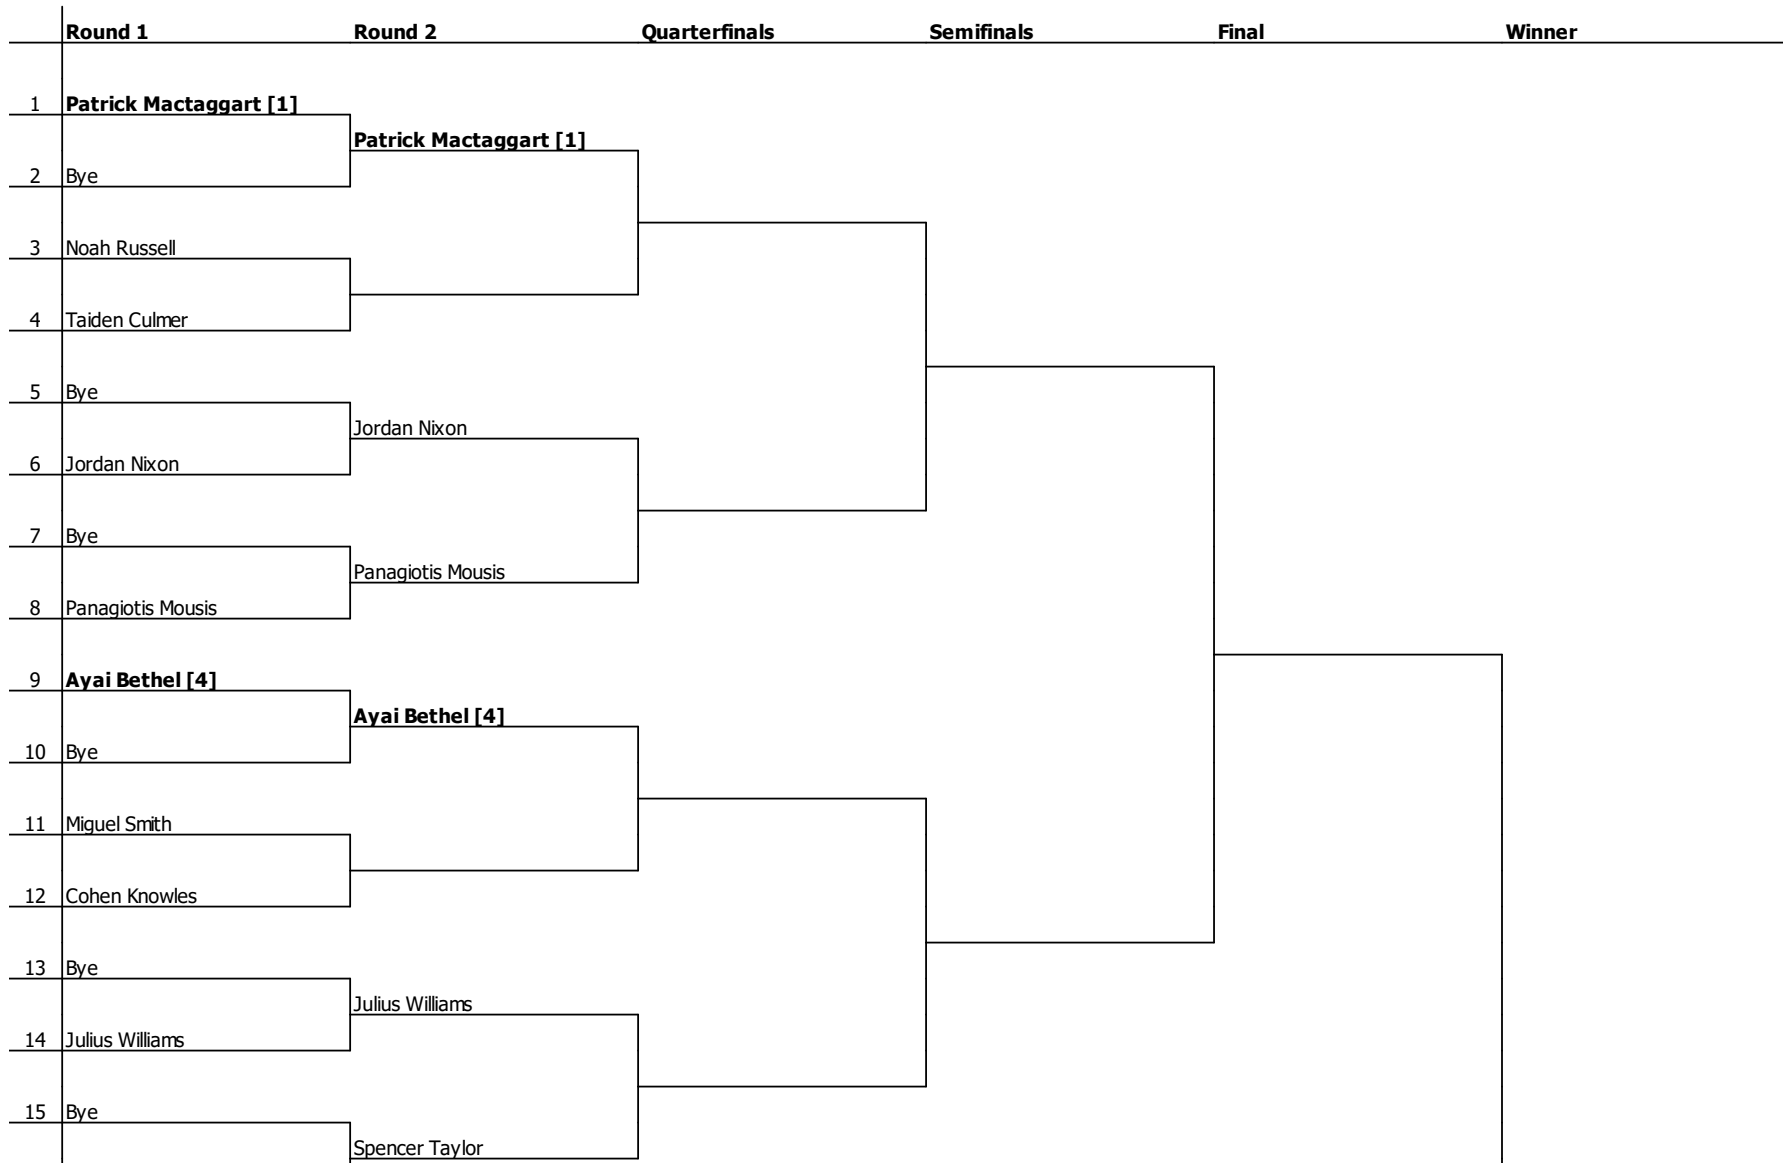 Round 1 Round 2 Quarterfinals Semifinals Final Winner
1 Patrick Mactaggart [1]
Patrick Mactaggart [1]
2 Bye
3 Noah Russell
4 Taiden Culmer
5 Bye
Jordan Nixon
6 Jordan Nixon
7 Bye
Panagiotis Mousis
8 Panagiotis Mousis
9 Ayai Bethel [4]
Ayai Bethel [4]
10 Bye
11 Miguel Smith
12 Cohen Knowles
13 Bye
Julius Williams
14 Julius Williams
15 Bye
Spencer Taylor